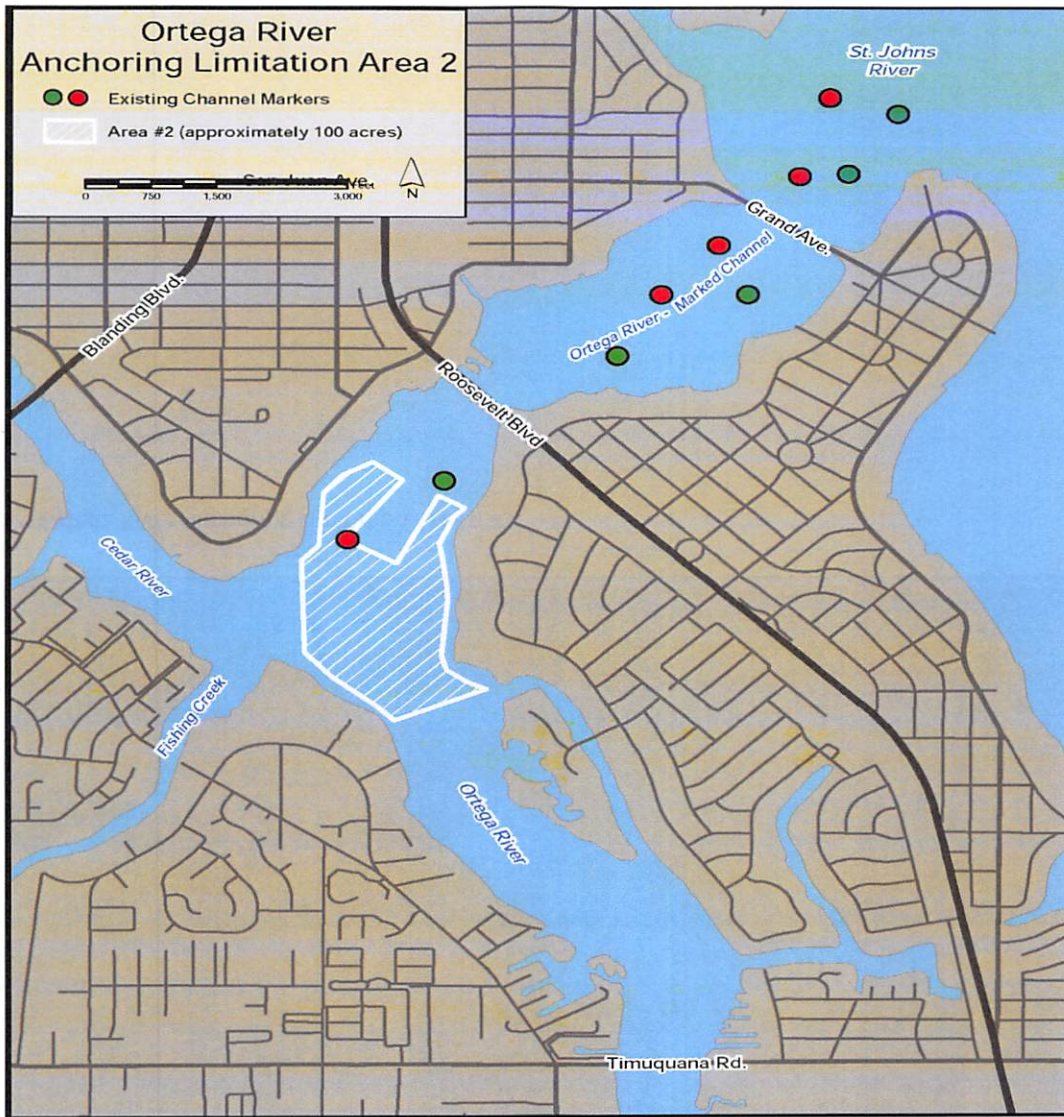 Ortega River
Anchoring Limitation Area 2
Existing Channel Markers
Area #2 (approximately 100 acres)
San Juan Ave.
Feet
0 750 1,500 3,000
N
St. Johns
River
Grand Ave.
Ortega River - Marked Channel
Blanding Blvd.
Roosevelt Blvd
Cedar River
Fishing Creek
Ortega River
Timuquana Rd.